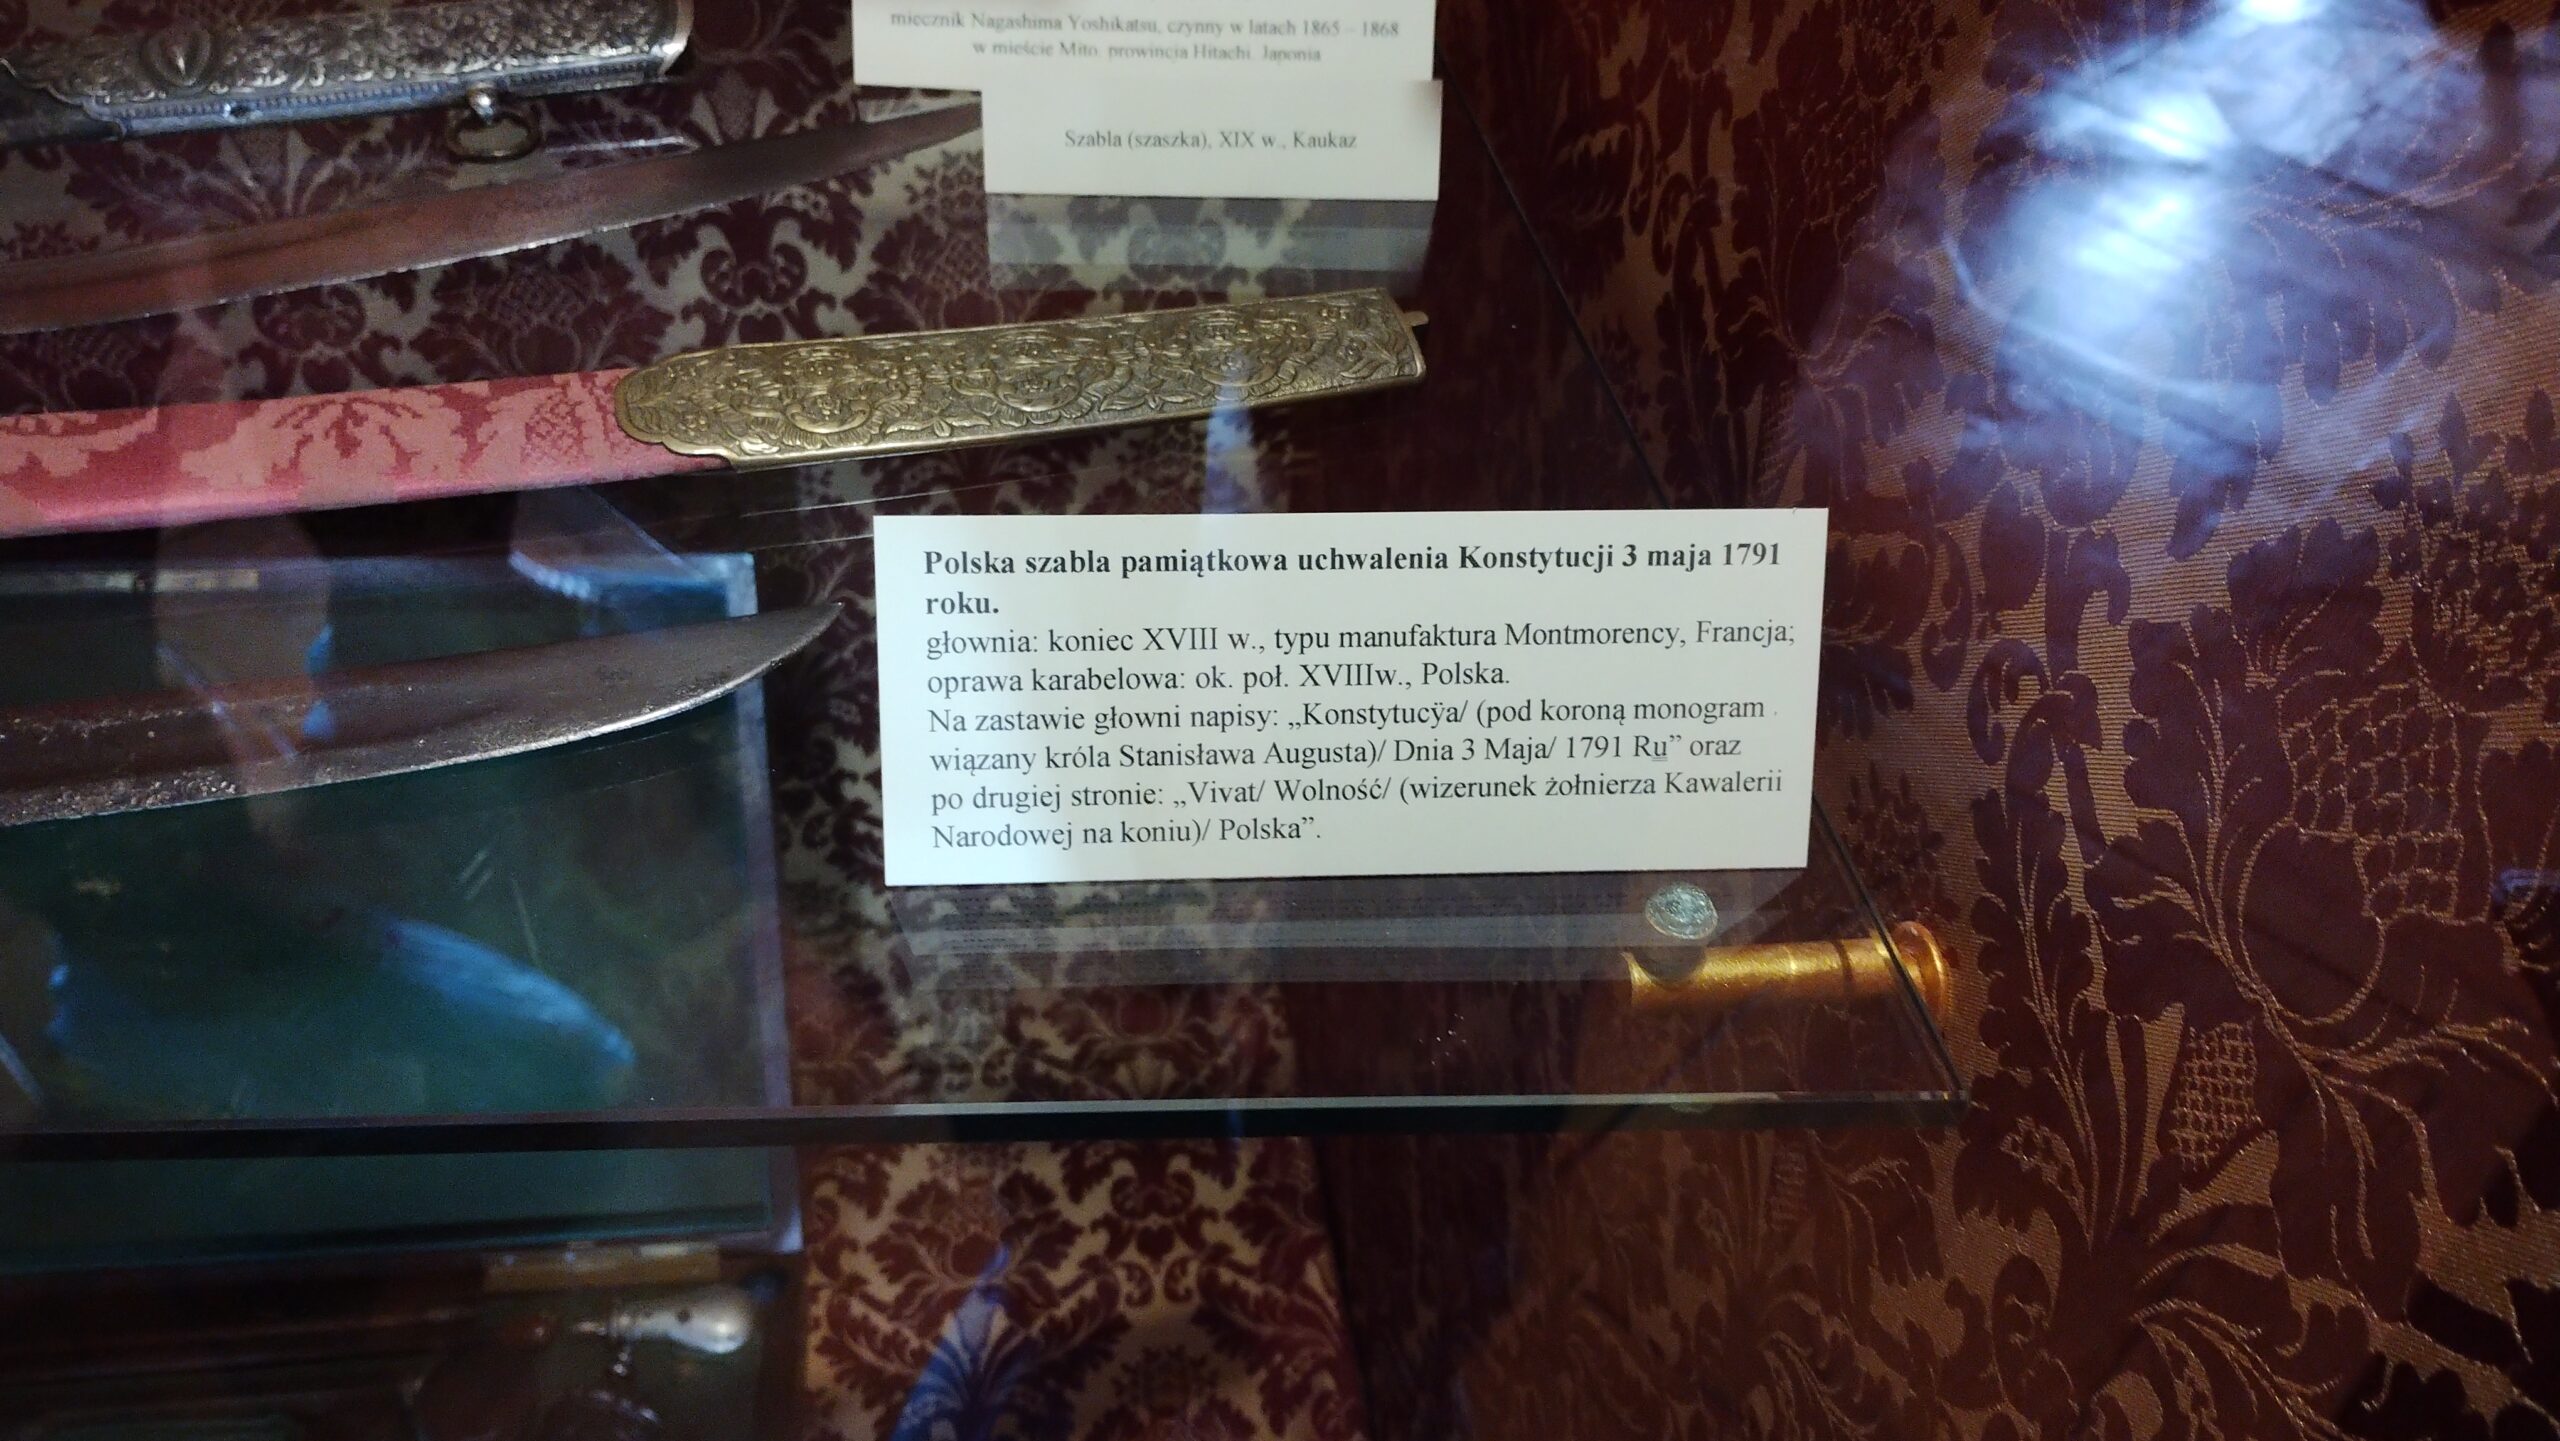 miecznik Nagashima Yoshikatsu, czynny w latach 1865 – 1868
w mieście Mito, prowincja Hitachi, Japonia
Szabla (szaszka), XIX w., Kaukaz
Polska szabla pamiątkowa uchwalenia Konstytucji 3 maja 1791
roku.
głownia: koniec XVIII w., typu manufaktura Montmorency, Francja;
oprawa karabelowa: ok. poł. XVIIIw., Polska.
Na zastawie głowni napisy: „Konstytucÿa/ (pod koroną monogram
wiązany króla Stanisława Augusta)/ Dnia 3 Maja/ 1791 Ru” oraz
po drugiej stronie: „Vivat/ Wolność/ (wizerunek żołnierza Kawalerii
Narodowej na koniu)/ Polska”.